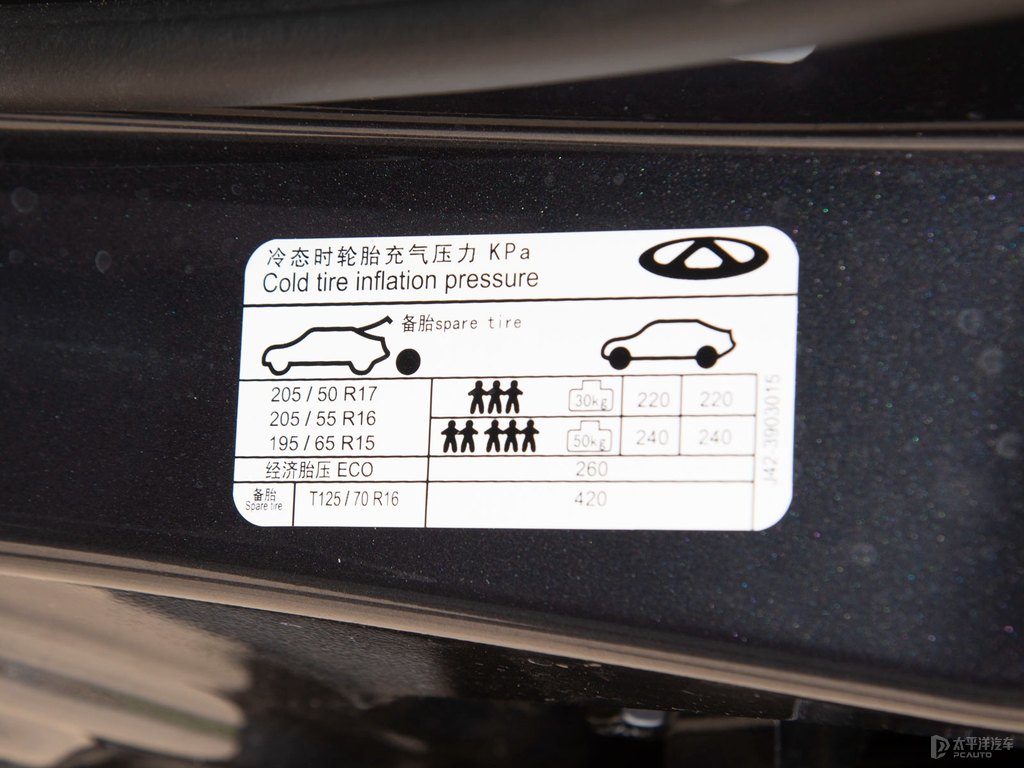 冷态时轮胎充气压力 KPa
Cold tire inflation pressure
备胎spare tire
205 / 50 R17
205 / 55 R16
195 / 65 R15
30kg 220 220
50kg 240 240
经济胎压 ECO 260
备胎
Spare tire
T125 / 70 R16 420
J42-3903015
太平洋汽车
PCAUTO